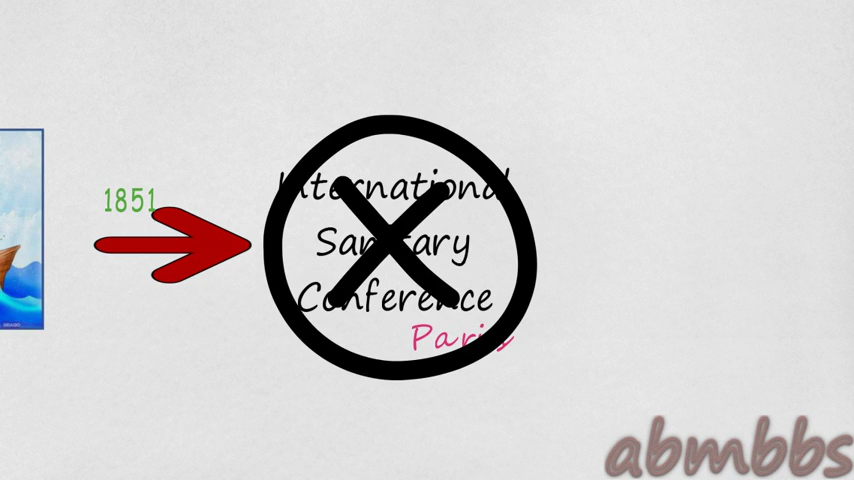 1851
International
Sanitary
Conference
Paris
abmbbs